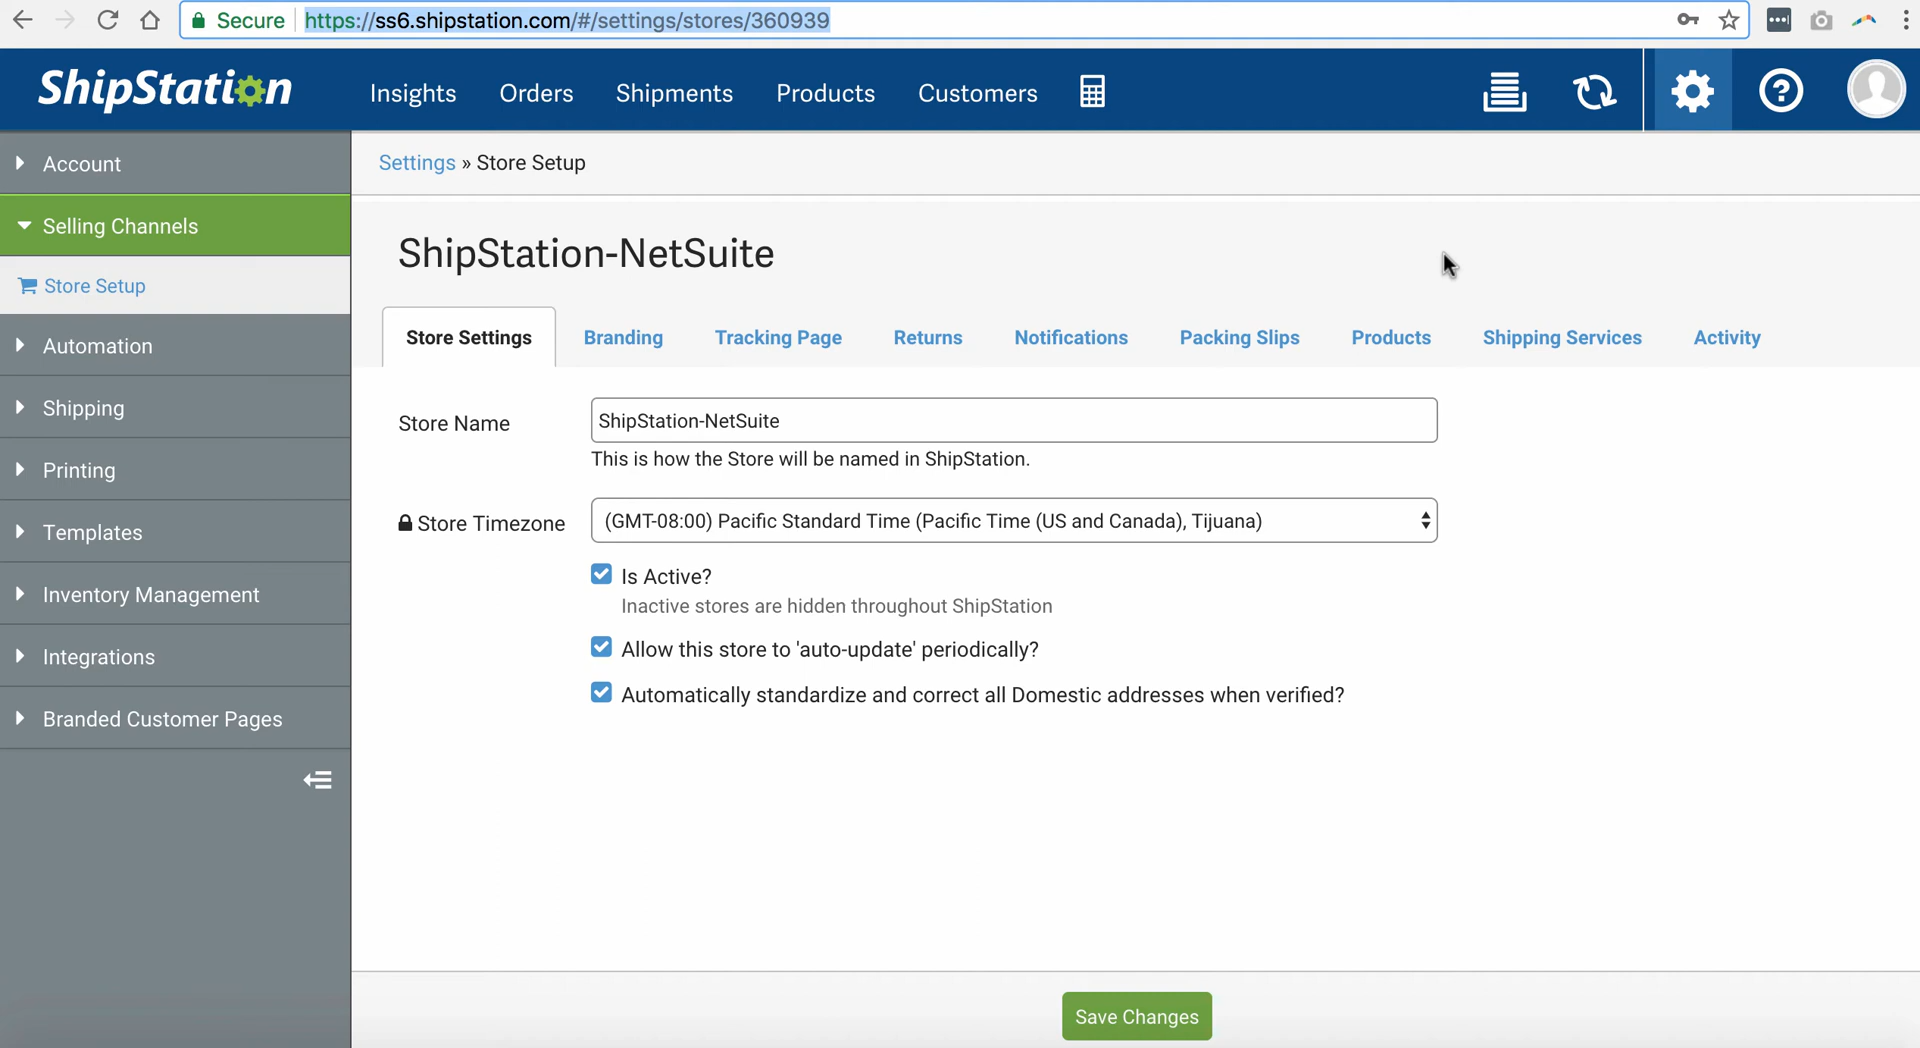 Secure https://ss6.shipstation.com/#/settings/stores/360939
ShipStation Insights Orders Shipments Products Customers
Account
Selling Channels
Store Setup
Automation
Shipping
Printing
Templates
Inventory Management
Integrations
Branded Customer Pages
Settings » Store Setup
ShipStation-NetSuite
Store Settings Branding Tracking Page Returns Notifications Packing Slips Products Shipping Services Activity
Store Name ShipStation-NetSuite
This is how the Store will be named in ShipStation.
Store Timezone (GMT-08:00) Pacific Standard Time (Pacific Time (US and Canada), Tijuana)
Is Active?
Inactive stores are hidden throughout ShipStation
Allow this store to 'auto-update' periodically?
Automatically standardize and correct all Domestic addresses when verified?
Save Changes